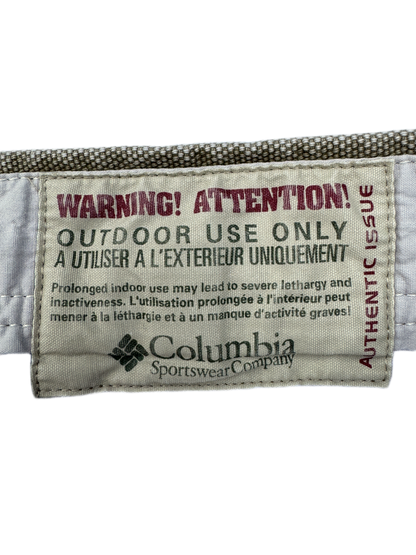 WARNING! ATTENTION!
OUTDOOR USE ONLY
A UTILISER A L'EXTERIEUR UNIQUEMENT
Prolonged indoor use may lead to severe lethargy and
inactiveness. L'utilisation prolongée à l'intérieur peut
mener à la léthargie et à un manque d'activité graves!
Columbia
Sportswear Company
AUTHENTIC ISSUE